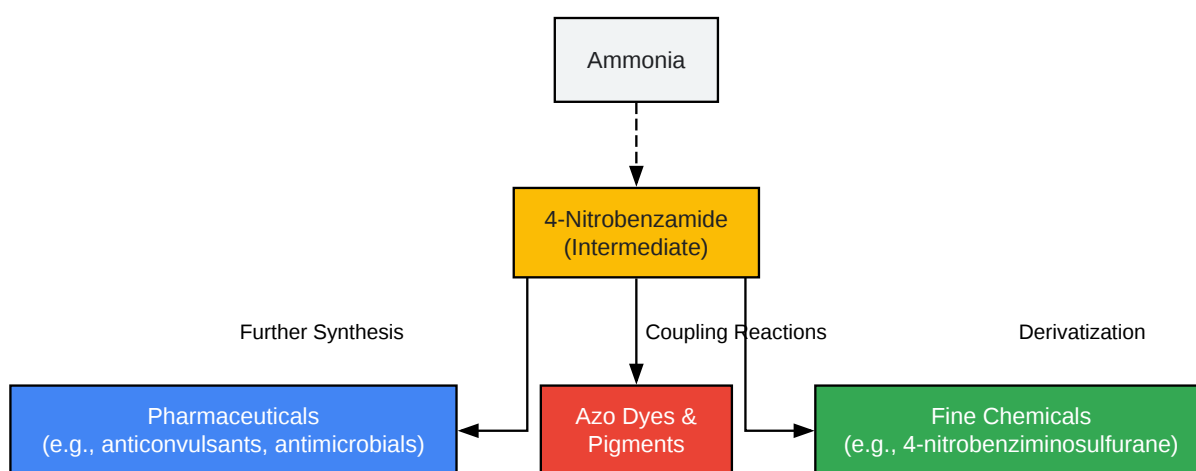 Ammonia
4-Nitrobenzamide
(Intermediate)
Further Synthesis
Coupling Reactions
Derivatization
Pharmaceuticals
(e.g., anticonvulsants, antimicrobials)
Azo Dyes &
Pigments
Fine Chemicals
(e.g., 4-nitrobenziminosulfurane)